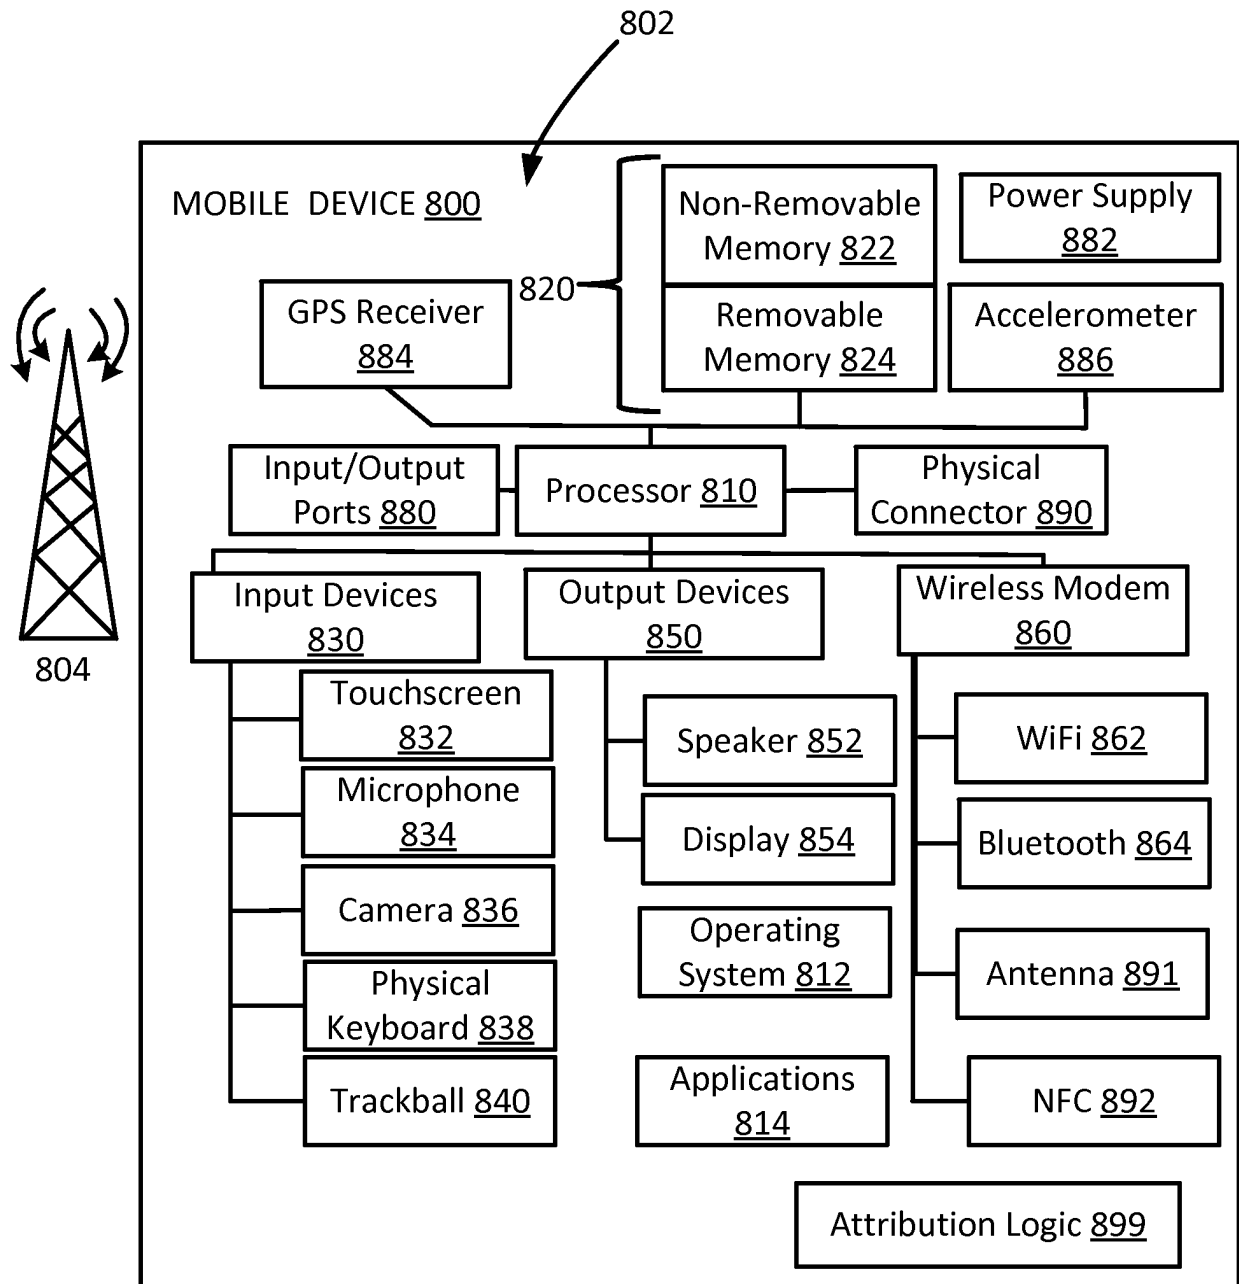 802
MOBILE DEVICE 800
820
Non-Removable
Memory 822
Power Supply
882
GPS Receiver
884
Removable
Memory 824
Accelerometer
886
Input/Output
Ports 880
Processor 810
Physical
Connector 890
804
Input Devices
830
Output Devices
850
Wireless Modem
860
Touchscreen
832
Microphone
834
Camera 836
Physical
Keyboard 838
Trackball 840
Speaker 852
Display 854
Operating
System 812
Applications
814
WiFi 862
Bluetooth 864
Antenna 891
NFC 892
Attribution Logic 899